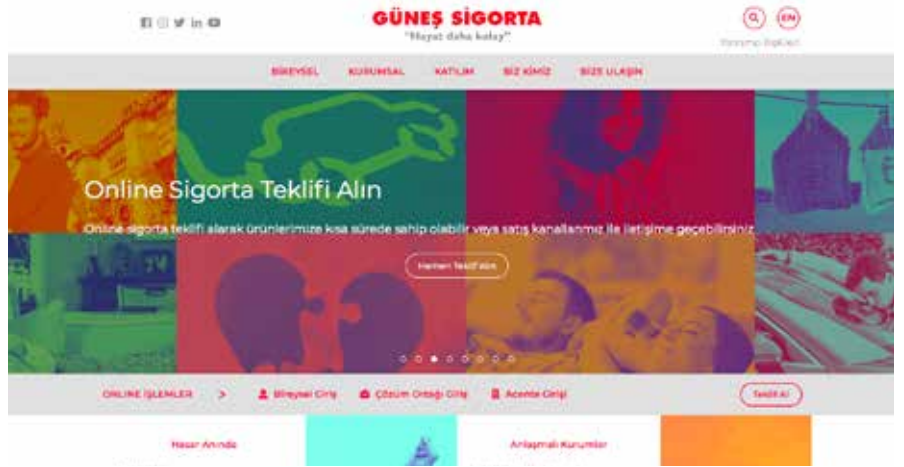 GÜNEŞ SİGORTA
"Hayat daha kolay"
EN
Yatırımcı İlişkileri
BİREYSEL KURUMSAL KATILIM BİZ KİMİZ BİZE ULAŞIN
Online Sigorta Teklifi Alın
Online sigorta teklifi alarak ürünlerimize kısa sürede sahip olabilir veya satış kanallarımız ile iletişime geçebilirsiniz.
Hemen Teklif Alın
ONLINE İŞLEMLER > Bireysel Giriş Çözüm Ortağı Giriş Acente Girişi Teklif Al
Hasar Anında Anlaşmalı Kurumlar